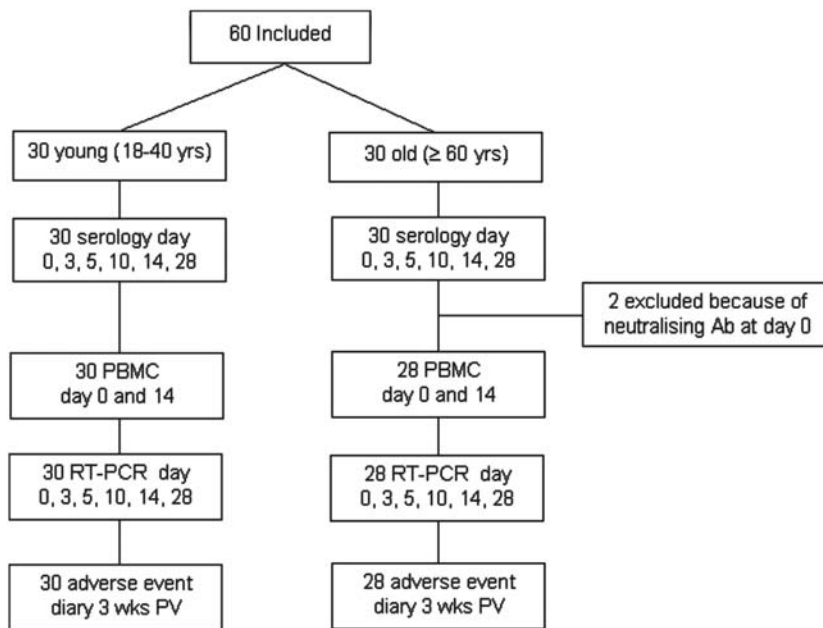 60 Included
30 young (18-40 yrs)
30 old (≥ 60 yrs)
30 serology day
0, 3, 5, 10, 14, 28
30 serology day
0, 3, 5, 10, 14, 28
2 excluded because of
neutralising Ab at day 0
30 PBMC
day 0 and 14
28 PBMC
day 0 and 14
30 RT-PCR day
0, 3, 5, 10, 14, 28
28 RT-PCR day
0, 3, 5, 10, 14, 28
30 adverse event
diary 3 wks PV
28 adverse event
diary 3 wks PV